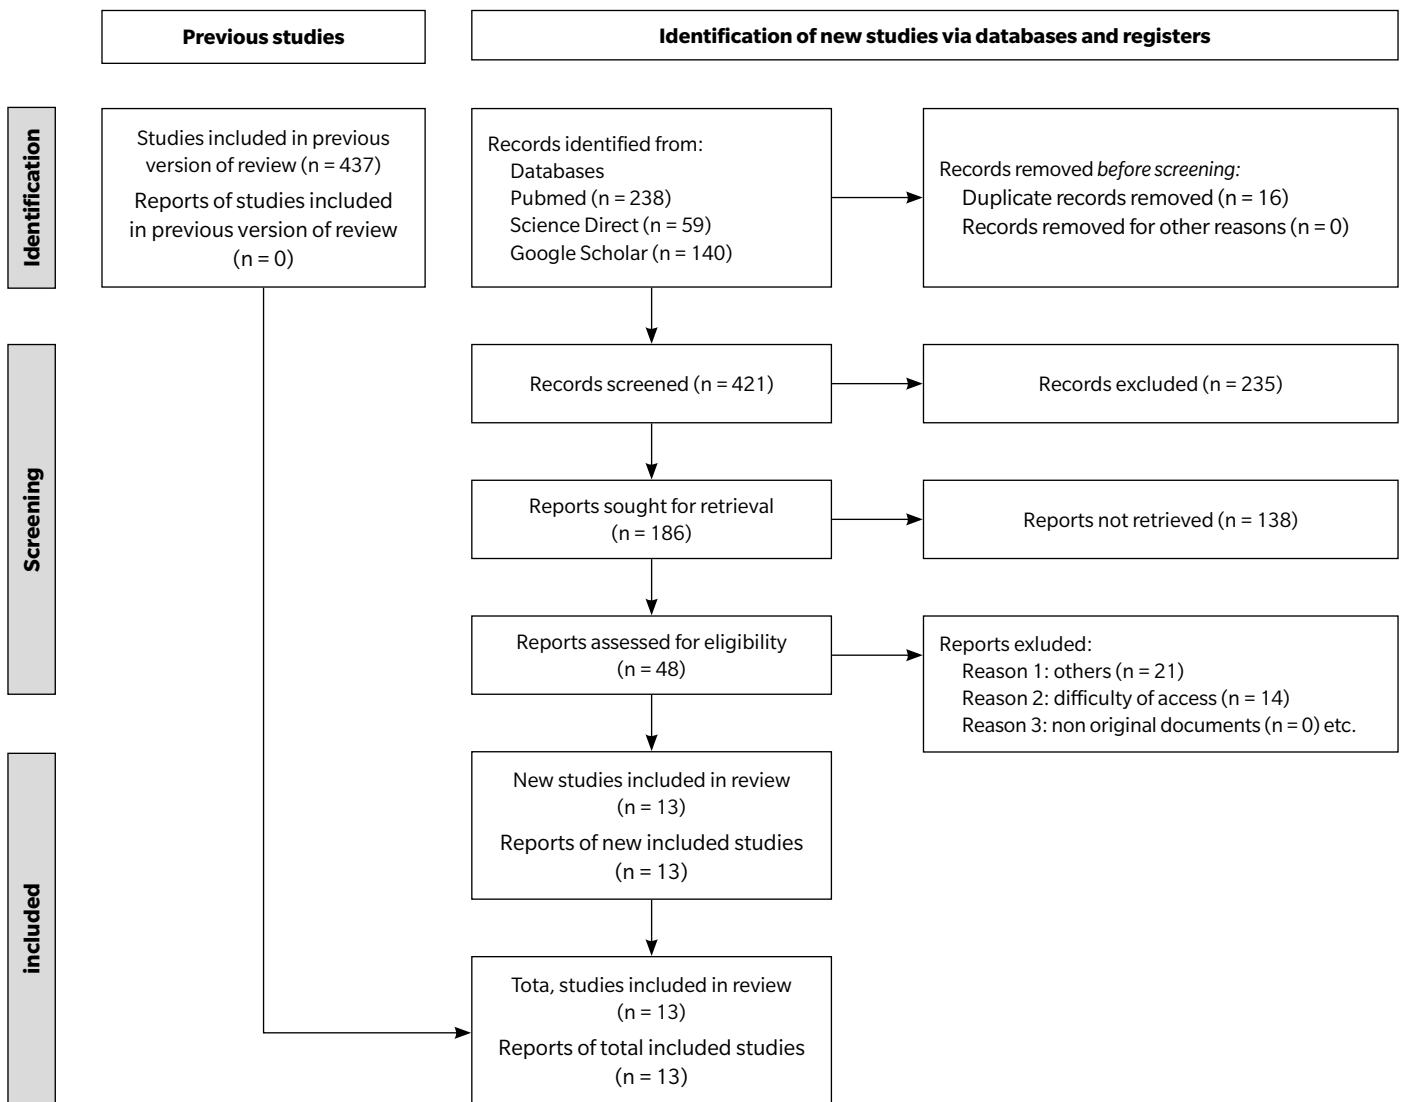 Previous studies
Identification of new studies via databases and registers
Identification
Studies included in previous
version of review (n = 437)
Reports of studies included
in previous version of review
(n = 0)
Records identified from:
Databases
Pubmed (n = 238)
Science Direct (n = 59)
Google Scholar (n = 140)
Records removed before screening:
Duplicate records removed (n = 16)
Records removed for other reasons (n = 0)
Screening
Records screened (n = 421)
Records excluded (n = 235)
Reports sought for retrieval
(n = 186)
Reports not retrieved (n = 138)
Reports assessed for eligibility
(n = 48)
Reports exluded:
Reason 1: others (n = 21)
Reason 2: difficulty of access (n = 14)
Reason 3: non original documents (n = 0) etc.
included
New studies included in review
(n = 13)
Reports of new included studies
(n = 13)
Tota, studies included in review
(n = 13)
Reports of total included studies
(n = 13)